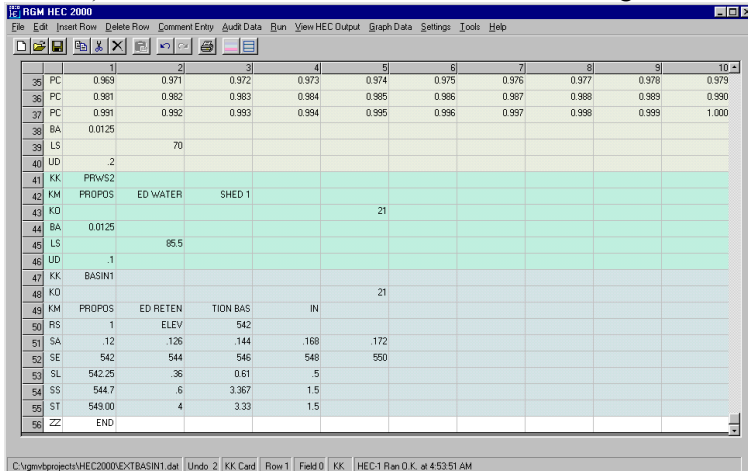 RGM HEC 2000
File Edit Insert Row Delete Row Comment Entry Audit Data Run View HEC Output Graph Data Settings Tools Help
1 2 3 4 5 6 7 8 9 10
35 PC 0.969 0.971 0.972 0.973 0.974 0.975 0.976 0.977 0.978 0.979
36 PC 0.981 0.982 0.983 0.984 0.985 0.986 0.987 0.988 0.989 0.990
37 PC 0.991 0.992 0.993 0.994 0.995 0.996 0.997 0.998 0.999 1.000
38 BA 0.0125
39 LS 70
40 UD .2
41 KK PRWS2
42 KM PROPOS ED WATER SHED 1
43 KO 21
44 BA 0.0125
45 LS 85.5
46 UD .1
47 KK BASIN1
48 KO 21
49 KM PROPOS ED RETEN TION BAS IN
50 RS 1 ELEV 542
51 SA .12 .126 .144 .168 .172
52 SE 542 544 546 548 550
53 SL 542.25 .36 0.61 .5
54 SS 544.7 .6 3.367 1.5
55 ST 549.00 4 3.33 1.5
56 ZZ END
C:\rgmvbprojects\HEC2000\EXTBASIN1.dat Undo 2 KK Card Row 1 Field 0 KK HEC-1 Ran O.K. at 4:53:51 AM